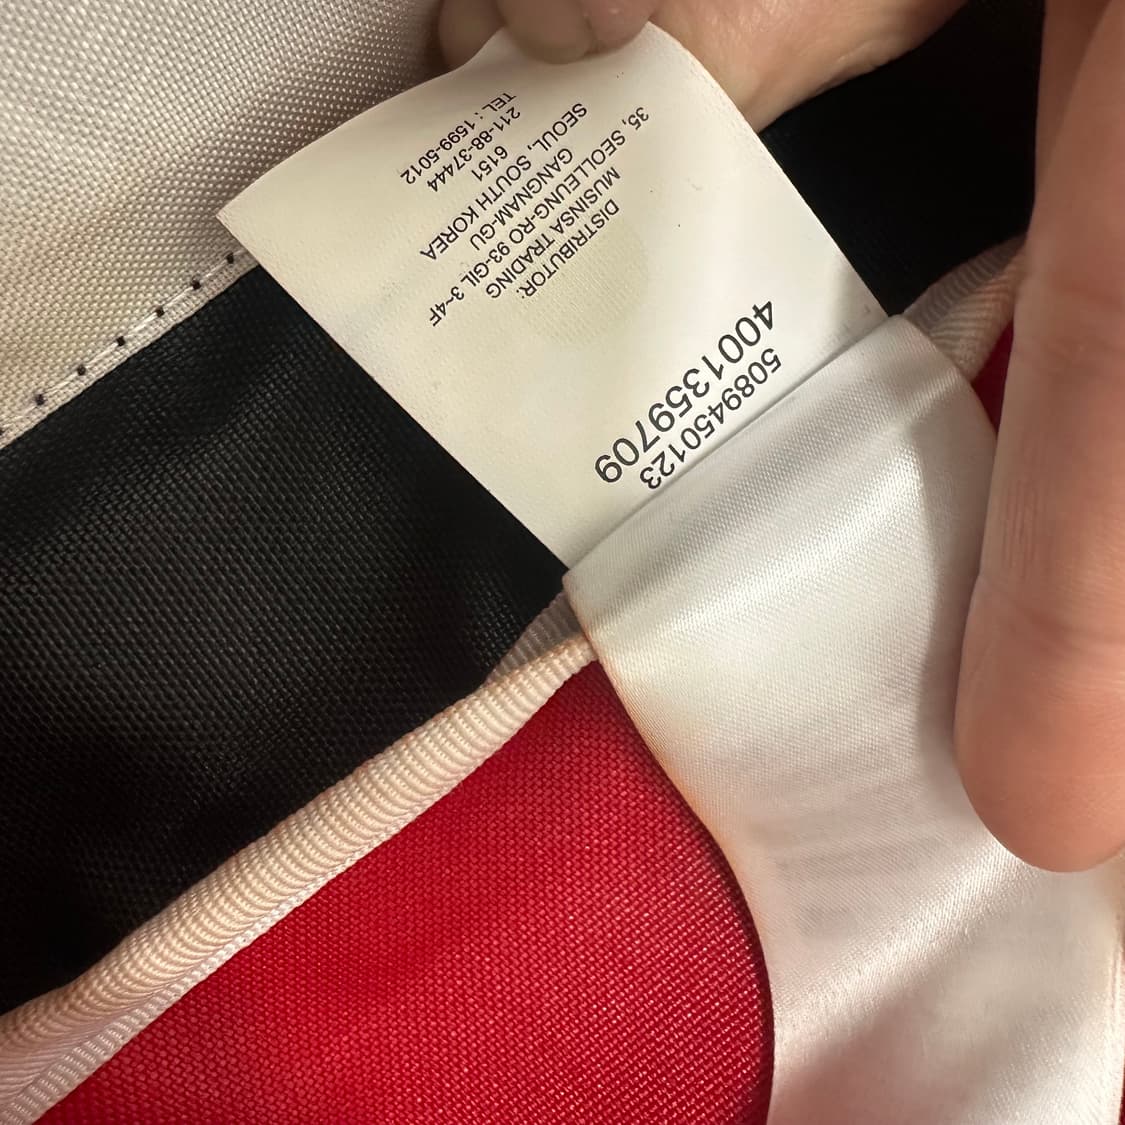 5089450123
4001359709
DISTRIBUTOR:
MUSINSA TRADING
35, SEOLLEUNG-RO 93-GIL 3~4F
GANGNAM-GU
SEOUL, SOUTH KOREA
6151
211-88-37444
TEL : 1599-5012